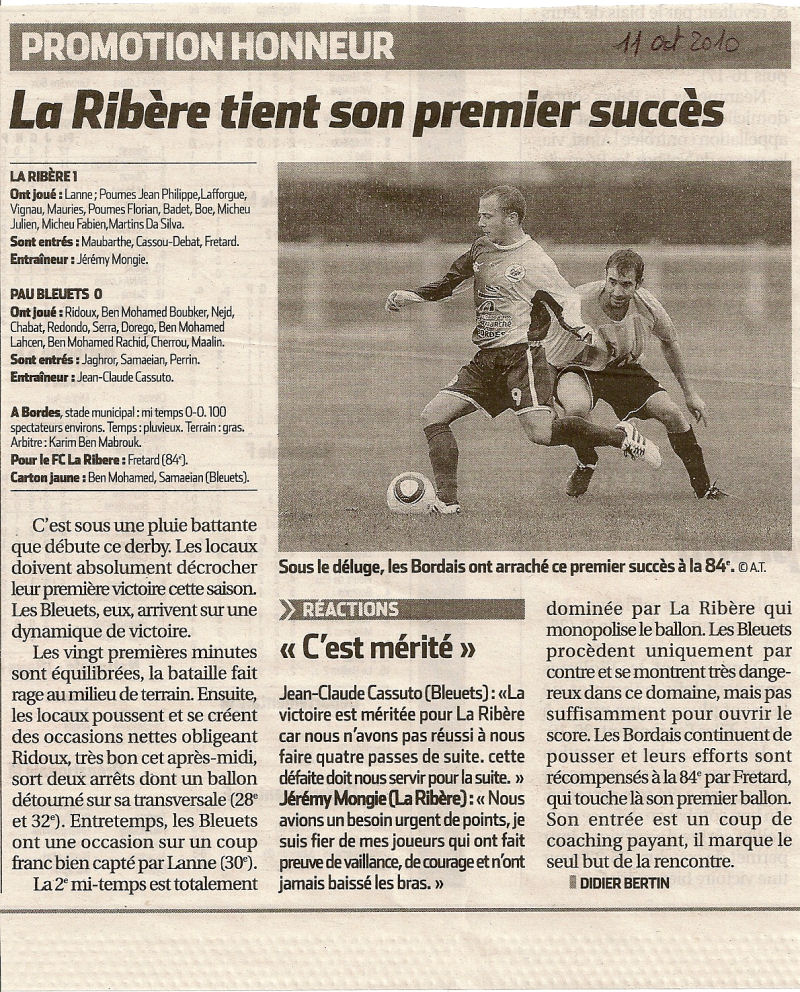 PROMOTION HONNEUR
11 oct 2010
La Ribère tient son premier succès
LA RIBÈRE 1
Ont joué : Lanne ; Poumes Jean Philippe,Lafforgue,
Vignau, Mauries, Poumes Florian, Badet, Boe, Micheu
Julien, Micheu Fabien,Martins Da Silva.
Sont entrés : Maubarthe, Cassou-Debat, Fretard.
Entraîneur : Jérémy Mongie.
PAU BLEUETS 0
Ont joué : Ridoux, Ben Mohamed Boubker, Nejd,
Chabat, Redondo, Serra, Dorego, Ben Mohamed
Lahcen, Ben Mohamed Rachid, Cherrou, Maalin.
Sont entrés : Jaghror, Samaeian, Perrin.
Entraîneur : Jean-Claude Cassuto.
A Bordes, stade municipal : mi temps 0-0. 100
spectateurs environs. Temps : pluvieux. Terrain : gras.
Arbitre : Karim Ben Mabrouk.
Pour le FC La Ribere : Fretard (84e).
Carton jaune : Ben Mohamed, Samaeian (Bleuets).
9
Sous le déluge, les Bordais ont arraché ce premier succès à la 84e. © A.T.
C'est sous une pluie battante
que débute ce derby. Les locaux
doivent absolument décrocher
leur première victoire cette saison.
Les Bleuets, eux, arrivent sur une
dynamique de victoire.
Les vingt premières minutes
sont équilibrées, la bataille fait
rage au milieu de terrain. Ensuite,
les locaux poussent et se créent
des occasions nettes obligeant
Ridoux, très bon cet après-midi,
sort deux arrêts dont un ballon
détourné sur sa transversale (28e
et 32e). Entretemps, les Bleuets
ont une occasion sur un coup
franc bien capté par Lanne (30e).
La 2e mi-temps est totalement
dominée par La Ribère qui
monopolise le ballon. Les Bleuets
procèdent uniquement par
contre et se montrent très dange-
reux dans ce domaine, mais pas
suffisamment pour ouvrir le
score. Les Bordais continuent de
pousser et leurs efforts sont
récompensés à la 84e par Fretard,
qui touche là son premier ballon.
Son entrée est un coup de
coaching payant, il marque le
seul but de la rencontre.
DIDIER BERTIN
RÉACTIONS
« C'est mérité »
Jean-Claude Cassuto (Bleuets) : «La
victoire est méritée pour La Ribère
car nous n'avons pas réussi à nous
faire quatre passes de suite. cette
défaite doit nous servir pour la suite. »
Jérémy Mongie (La Ribère) : « Nous
avions un besoin urgent de points, je
suis fier de mes joueurs qui ont fait
preuve de vaillance, de courage et n'ont
jamais baissé les bras. »